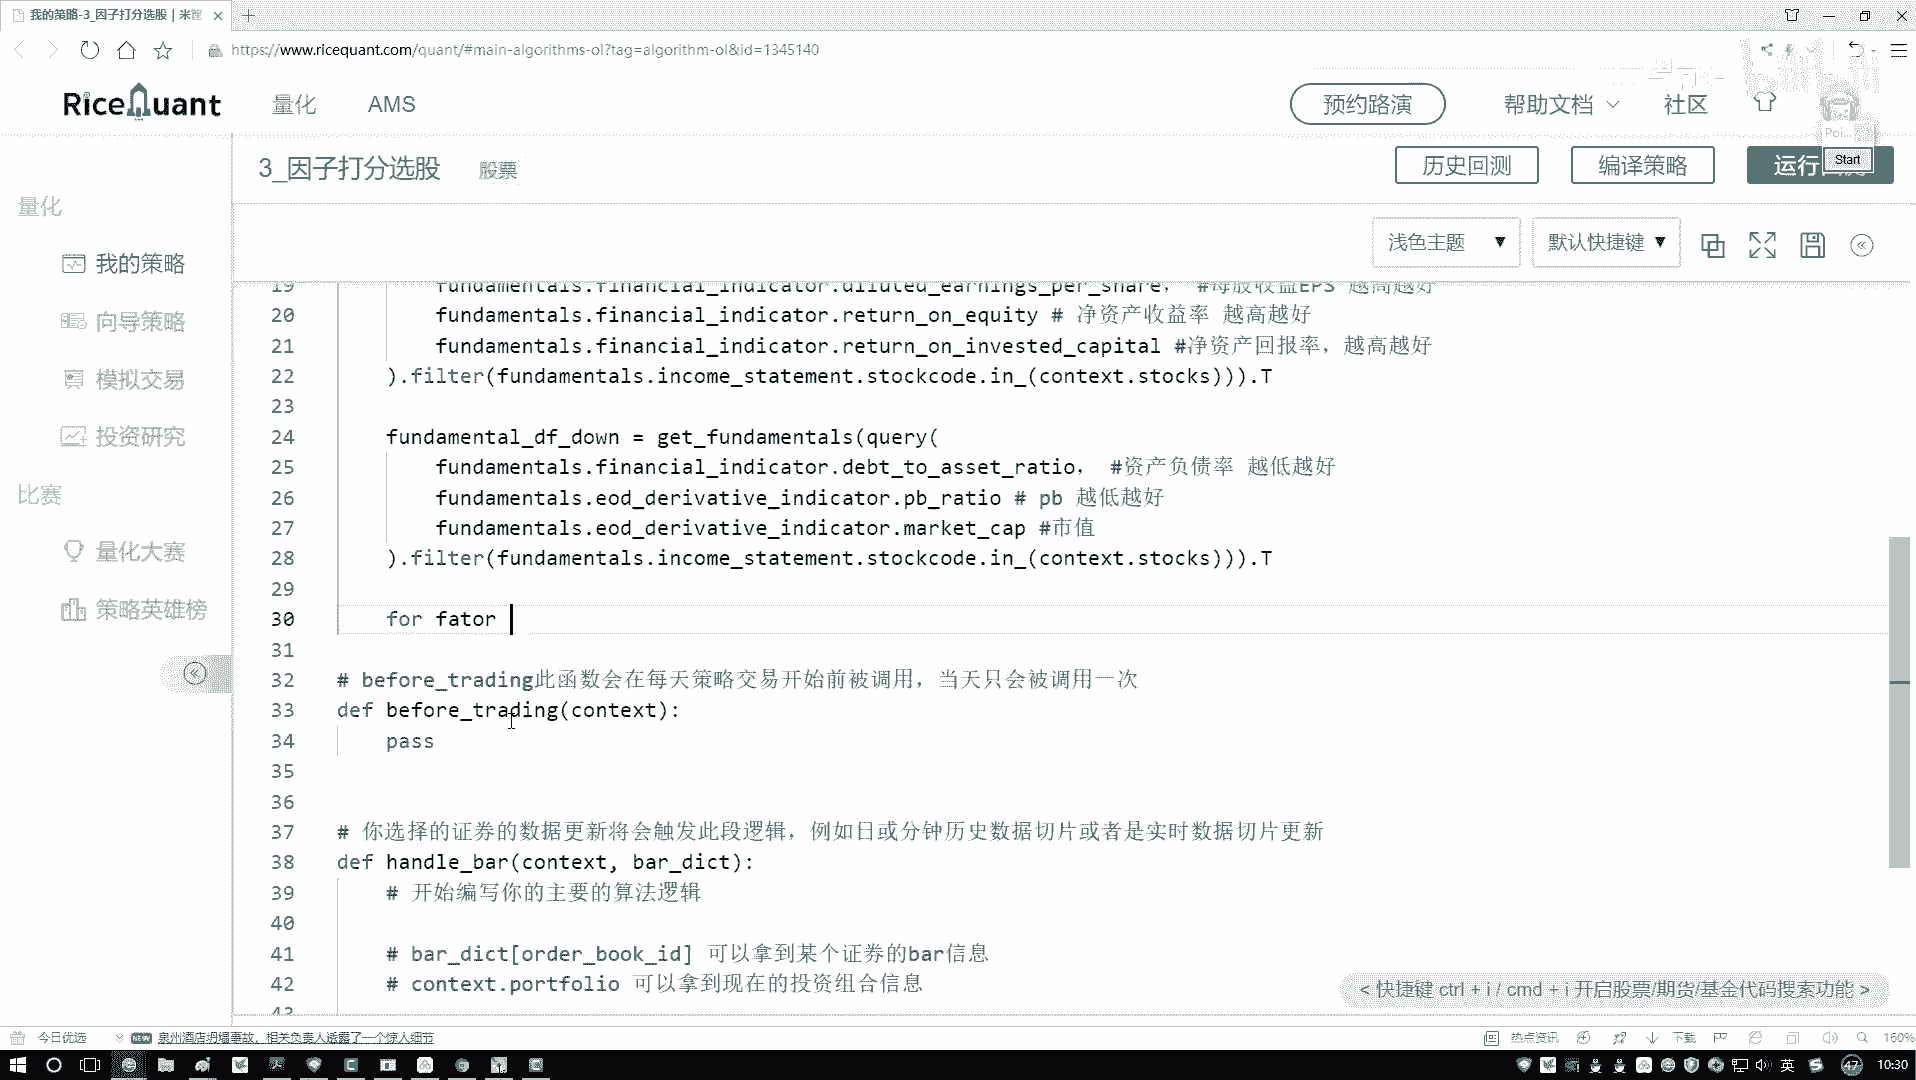 我的策略-3_因子打分选股 | 米筐
https://www.ricequant.com/quant/#main-algorithms-ol?tag=algorithm-ol&id=1345140
RiceQuant
量化
AMS
预约路演
帮助文档
社区
Poi...
Start
3_因子打分选股
股票
历史回测
编译策略
运行
量化
我的策略
向导策略
模拟交易
投资研究
比赛
量化大赛
策略英雄榜
浅色主题
默认快捷键
19 fundamentals.financial_indicator.diluted_earnings_per_share, #每股收益EPS 越高越好
20 fundamentals.financial_indicator.return_on_equity # 净资产收益率 越高越好
21 fundamentals.financial_indicator.return_on_invested_capital #净资产回报率，越高越好
22 ).filter(fundamentals.income_statement.stockcode.in_(context.stocks))).T
23
24 fundamental_df_down = get_fundamentals(query(
25 fundamentals.financial_indicator.debt_to_asset_ratio， #资产负债率 越低越好
26 fundamentals.eod_derivative_indicator.pb_ratio # pb 越低越好
27 fundamentals.eod_derivative_indicator.market_cap #市值
28 ).filter(fundamentals.income_statement.stockcode.in_(context.stocks))).T
29
30 for fator
31
32 # before_trading此函数会在每天策略交易开始前被调用，当天只会被调用一次
33 def before_trading(context):
34 pass
35
36
37 # 你选择的证券的数据更新将会触发此段逻辑，例如日或分钟历史数据切片或者是实时数据切片更新
38 def handle_bar(context, bar_dict):
39 # 开始编写你的主要的算法逻辑
40
41 # bar_dict[order_book_id] 可以拿到某个证券的bar信息
42 # context.portfolio 可以拿到现在的投资组合信息
43
< 快捷键 ctrl + i / cmd + i 开启股票/期货/基金代码搜索功能 >
今日优选
NEW
泉州酒店坍塌事故，相关负责人透露了一个惊人细节
热点资讯
下载
160%
英
47
10:30